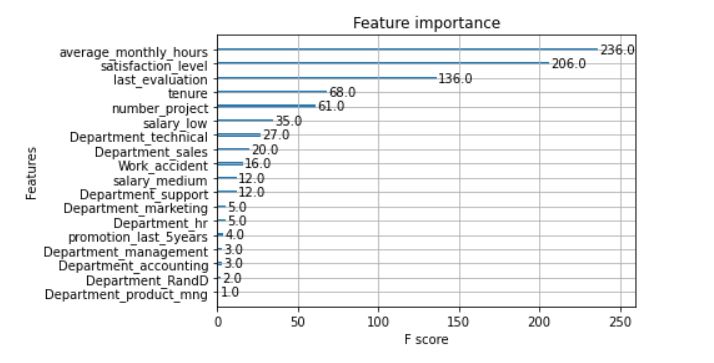 Feature importance
average_monthly_hours 236.0
satisfaction_level 206.0
last_evaluation 136.0
tenure 68.0
number_project 61.0
salary_low 35.0
Department_technical 27.0
Department_sales 20.0
Work_accident 16.0
salary_medium 12.0
Department_support 12.0
Department_marketing 5.0
Department_hr 5.0
promotion_last_5years 4.0
Department_management 3.0
Department_accounting 3.0
Department_RandD 2.0
Department_product_mng 1.0
Features
0 50 100 150 200 250
F score